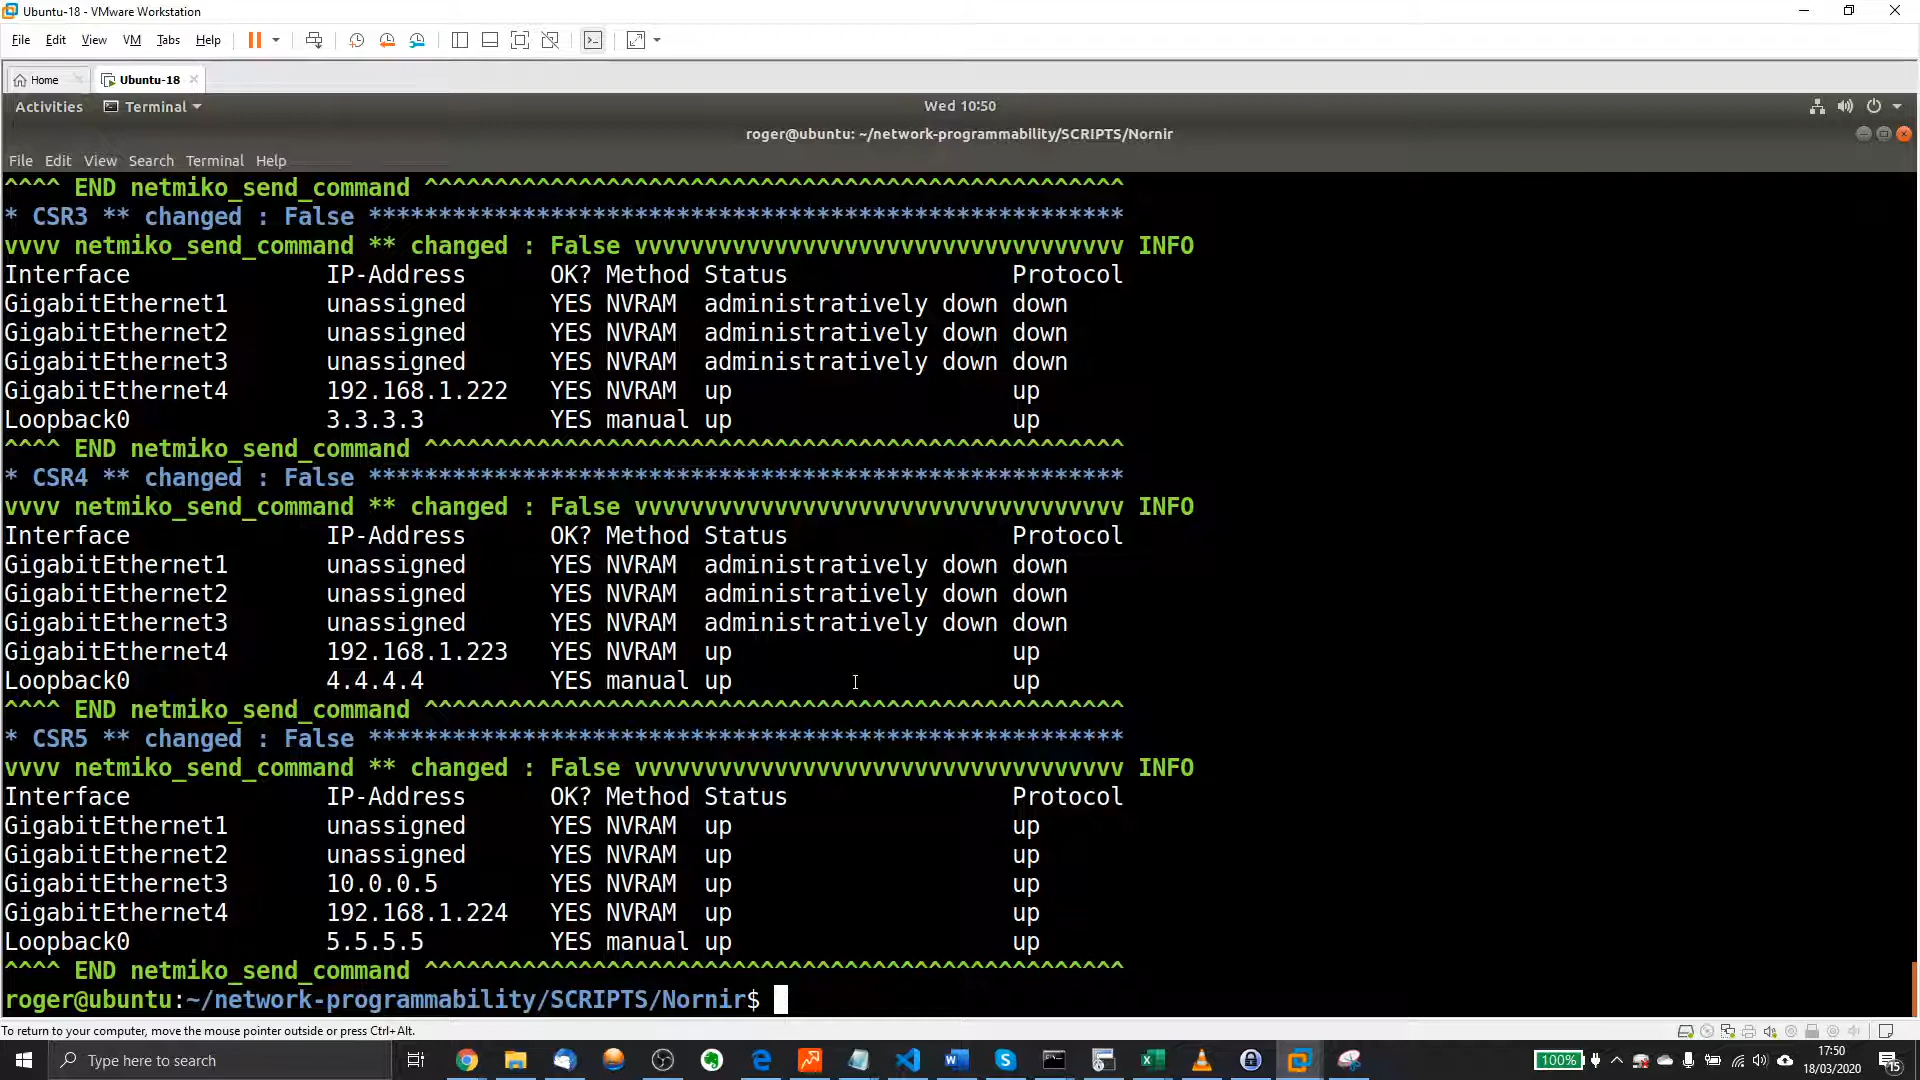 Ubuntu-18 - VMware Workstation
File Edit View VM Tabs Help
Home Ubuntu-18
Activities Terminal Wed 10:50
roger@ubuntu: ~/network-programmability/SCRIPTS/Nornir
File Edit View Search Terminal Help
^^^^ END netmiko_send_command ^^^^^^^^^^^^^^^^^^^^^^^^^^^^^^^^^^^^^^^^^^^^^^^^^^
* CSR3 ** changed : False ******************************************************
vvvv netmiko_send_command ** changed : False vvvvvvvvvvvvvvvvvvvvvvvvvvvvvvvvvvv INFO
Interface              IP-Address      OK? Method Status                Protocol
GigabitEthernet1       unassigned      YES NVRAM  administratively down down
GigabitEthernet2       unassigned      YES NVRAM  administratively down down
GigabitEthernet3       unassigned      YES NVRAM  administratively down down
GigabitEthernet4       192.168.1.222   YES NVRAM  up                    up
Loopback0              3.3.3.3         YES manual up                    up
^^^^ END netmiko_send_command ^^^^^^^^^^^^^^^^^^^^^^^^^^^^^^^^^^^^^^^^^^^^^^^^^^
* CSR4 ** changed : False ******************************************************
vvvv netmiko_send_command ** changed : False vvvvvvvvvvvvvvvvvvvvvvvvvvvvvvvvvvv INFO
Interface              IP-Address      OK? Method Status                Protocol
GigabitEthernet1       unassigned      YES NVRAM  administratively down down
GigabitEthernet2       unassigned      YES NVRAM  administratively down down
GigabitEthernet3       unassigned      YES NVRAM  administratively down down
GigabitEthernet4       192.168.1.223   YES NVRAM  up                    up
Loopback0              4.4.4.4         YES manual up                    up
^^^^ END netmiko_send_command ^^^^^^^^^^^^^^^^^^^^^^^^^^^^^^^^^^^^^^^^^^^^^^^^^^
* CSR5 ** changed : False ******************************************************
vvvv netmiko_send_command ** changed : False vvvvvvvvvvvvvvvvvvvvvvvvvvvvvvvvvvv INFO
Interface              IP-Address      OK? Method Status                Protocol
GigabitEthernet1       unassigned      YES NVRAM  up                    up
GigabitEthernet2       unassigned      YES NVRAM  up                    up
GigabitEthernet3       10.0.0.5        YES NVRAM  up                    up
GigabitEthernet4       192.168.1.224   YES NVRAM  up                    up
Loopback0              5.5.5.5         YES manual up                    up
^^^^ END netmiko_send_command ^^^^^^^^^^^^^^^^^^^^^^^^^^^^^^^^^^^^^^^^^^^^^^^^^^
roger@ubuntu:~/network-programmability/SCRIPTS/Nornir$
To return to your computer, move the mouse pointer outside or press Ctrl+Alt.
Type here to search 100% 17:50
18/03/2020 15